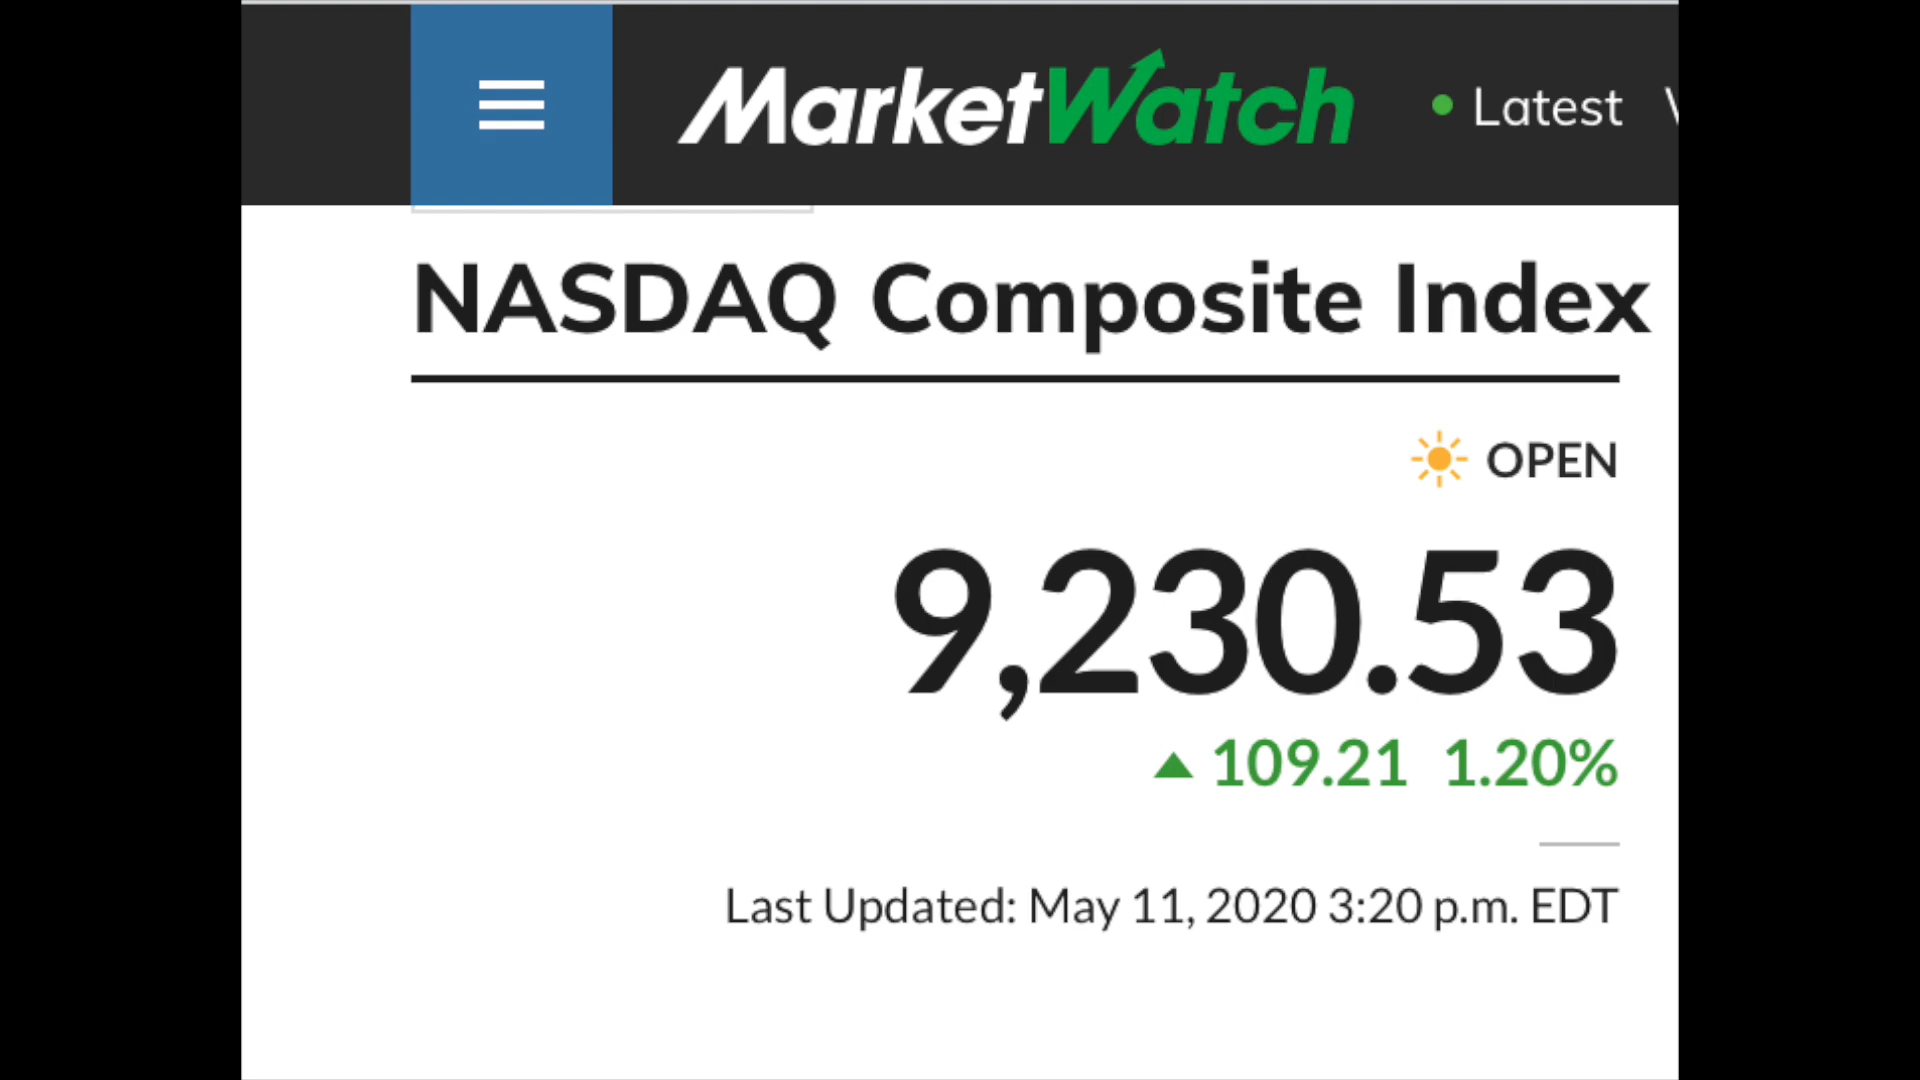 MarketWatch
Latest
NASDAQ Composite Index
OPEN
9,230.53
109.21 1.20%
Last Updated: May 11, 2020 3:20 p.m. EDT